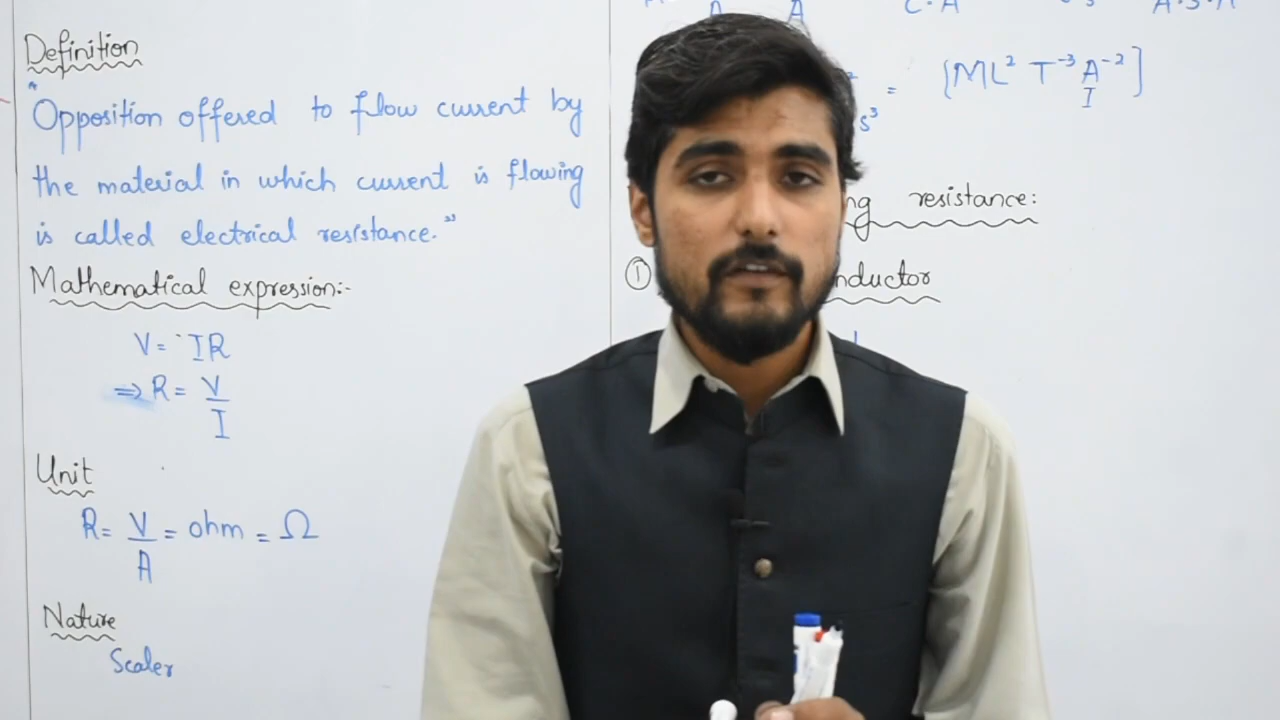 Definition
"Opposition offered to flow current by
the material in which current is flowing
is called electrical resistance."
Mathematical expression:-
V = IR
⇒ R = V/I
Unit
R = V/A = ohm = Ω
Nature
Scaler
A A C·A
s³ = [ML² T⁻³ A⁻²]
I
resistance:
①